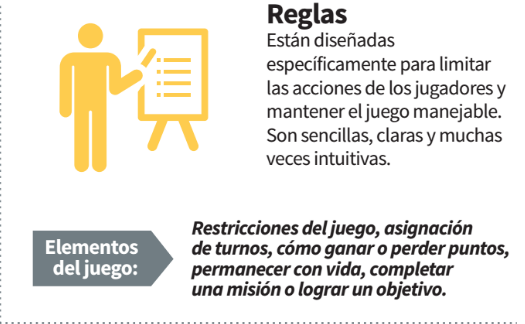 Reglas
Están diseñadas
específicamente para limitar
las acciones de los jugadores y
mantener el juego manejable.
Son sencillas, claras y muchas
veces intuitivas.
Elementos
del juego:
Restricciones del juego, asignación
de turnos, cómo ganar o perder puntos,
permanecer con vida, completar
una misión o lograr un objetivo.